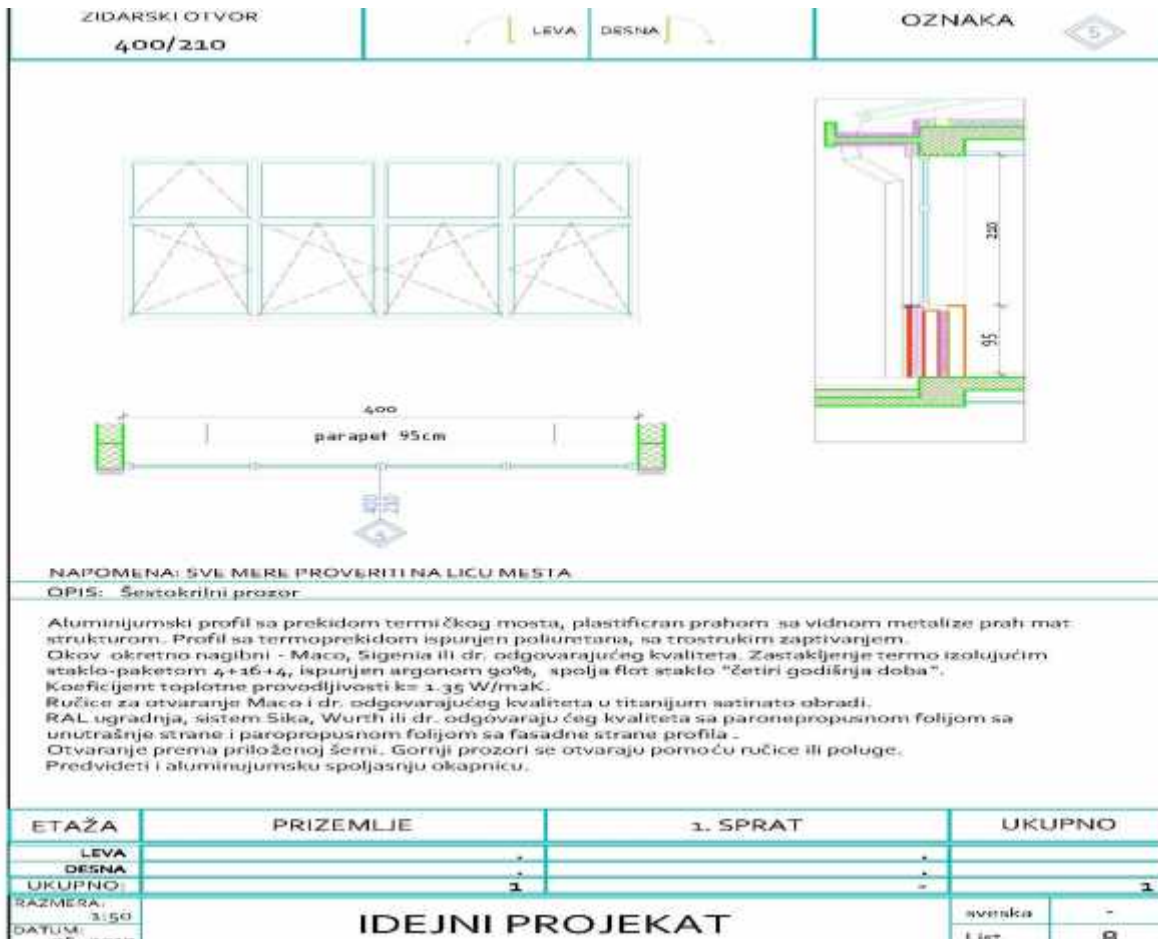 ZIDARSKI OTVOR
400/210
LEVA
DESNA
OZNAKA
5
210
95
400
parapet 95cm
400
210
NAPOMENA: SVE MERE PROVERITI NA LICU MESTA
OPIS: Šestokrilni prozor
Aluminijumski profil sa prekidom termičkog mosta, plastificran prahom sa vidnom metalize prah mat
strukturom. Profil sa termoprekidom ispunjen poliuretana, sa trostrukim zaptivanjem.
Okov okretno nagibni - Maco, Sigenia ili dr. odgovarajućeg kvaliteta. Zastakljenje termo izolujućim
staklo-paketom 4+16+4, ispunjen argonom 90%, spolja flot staklo "četiri godišnja doba".
Koeficijent toplotne provodljivosti k= 1.35 W/m2K.
Ručice za otvaranje Maco i dr. odgovarajućeg kvaliteta u titanijum satinato obradi.
RAL ugradnja, sistem Sika, Wurth ili dr. odgovaraju ćeg kvaliteta sa paronepropusnom folijom sa
unutrašnje strane i paropropusnom folijom sa fasadne strane profila .
Otvaranje prema priloženoj šemi. Gornji prozori se otvaraju pomoću ručice ili poluge.
Predvideti i aluminujumsku spoljasnju okapnicu.
ETAŽA PRIZEMLJE 1. SPRAT UKUPNO
LEVA . .
DESNA . .
UKUPNO: 1 - 1
RAZMERA:
1:50
IDEJNI PROJEKAT
sveska -
DATUM:
List 8